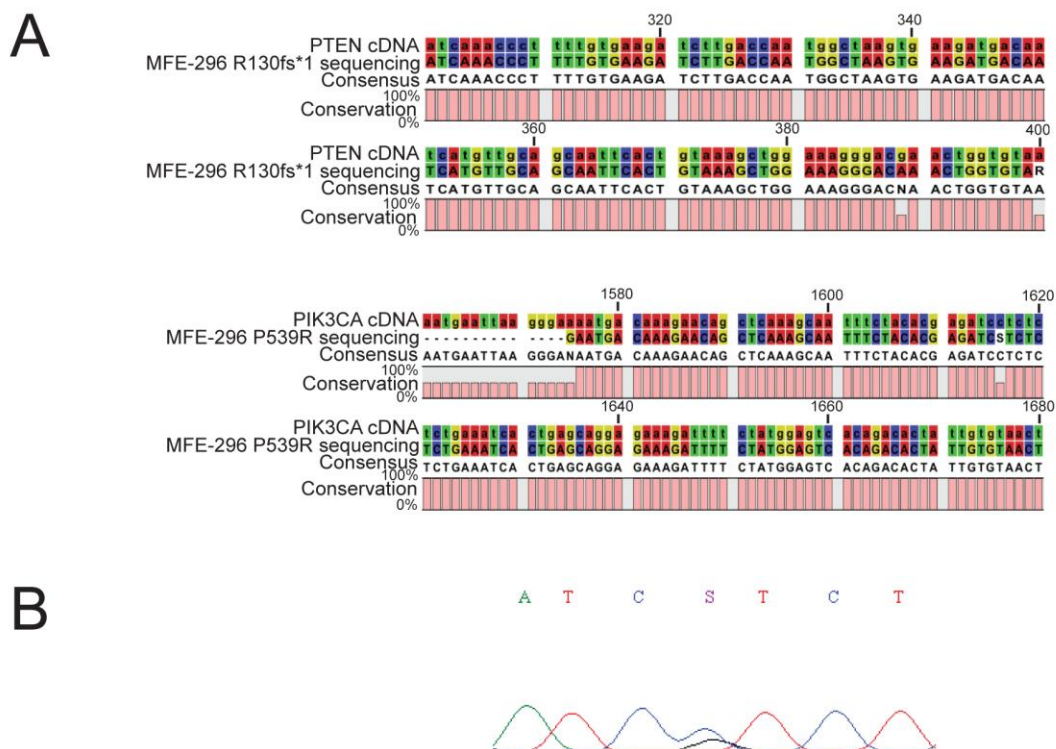 A
320 340
PTEN cDNA atcaaaccct tttgtgaaga tcttgaccaa tggctaagtg aagatgacaa
MFE-296 R130fs*1 sequencing ATCAAACCCT TTTGTGAAGA TCTTGACCAA TGGCTAAGTG AAGATGACAA
Consensus ATCAAACCCT TTTGTGAAGA TCTTGACCAA TGGCTAAGTG AAGATGACAA
100%
Conservation
0%
360 380 400
PTEN cDNA tcatgttgca gcaattcact gtaaagctgg aaagggacga actggtgtaa
MFE-296 R130fs*1 sequencing TCATGTTGCA GCAATTCACT GTAAAGCTGG AAAGGGACAA ACTGGTGTAR
Consensus TCATGTTGCA GCAATTCACT GTAAAGCTGG AAAGGGACNA ACTGGTGTAA
100%
Conservation
0%
1580 1600 1620
PIK3CA cDNA aatgaattaa gggaaaatga caaagaacag ctcaaagcaa tttctacacg agatcctctc
MFE-296 P539R sequencing - - - - - - - - - - - - - - GAATGA CAAAGAACAG CTCAAAGCAA TTTCTACACG AGATCSTCTC
Consensus AATGAATTAA GGGANAATGA CAAAGAACAG CTCAAAGCAA TTTCTACACG AGATCCTCTC
100%
Conservation
0%
1640 1660 1680
PIK3CA cDNA tctgaaatca ctgagcagga gaaagatttt ctatggagtc acagacacta ttgtgtaact
MFE-296 P539R sequencing TCTGAAATCA CTGAGCAGGA GAAAGATTTT CTATGGAGTC ACAGACACTA TTGTGTAACT
Consensus TCTGAAATCA CTGAGCAGGA GAAAGATTTT CTATGGAGTC ACAGACACTA TTGTGTAACT
100%
Conservation
0%
B
A T C S T C T